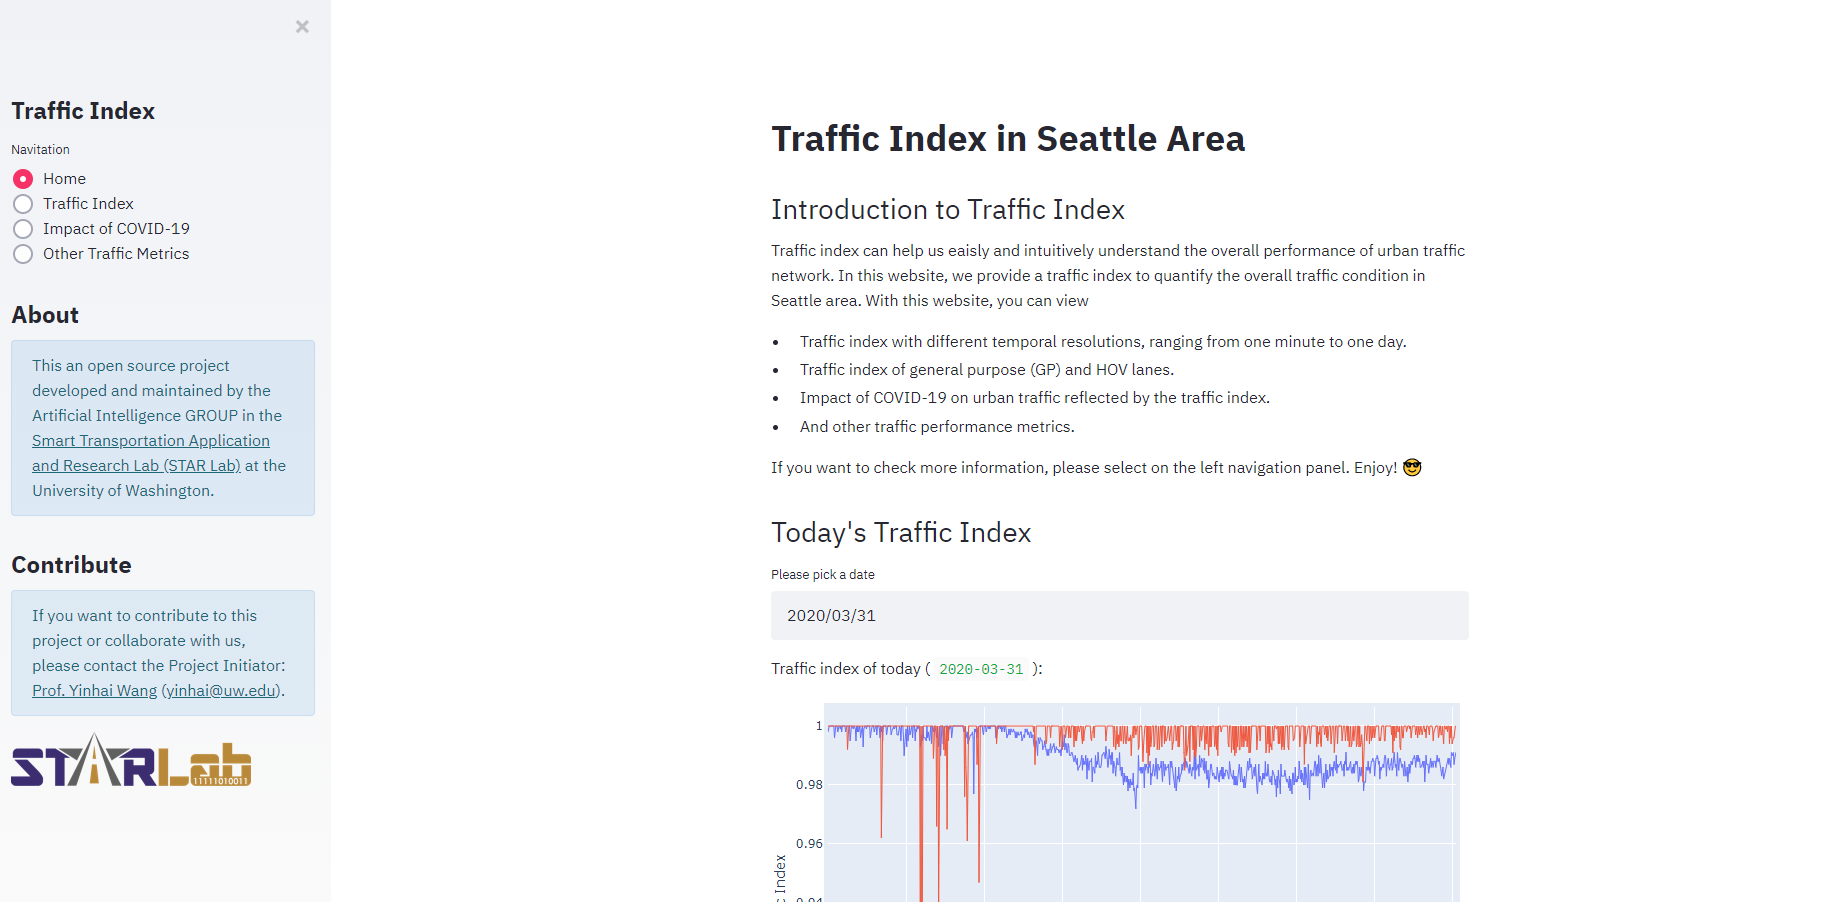 ×
Traffic Index
Navitation
Home
Traffic Index
Impact of COVID-19
Other Traffic Metrics
About
This an open source project
developed and maintained by the
Artificial Intelligence GROUP in the
Smart Transportation Application
and Research Lab (STAR Lab) at the
University of Washington.
Contribute
If you want to contribute to this
project or collaborate with us,
please contact the Project Initiator:
Prof. Yinhai Wang (yinhai@uw.edu).
STARLab
11111010011
Traffic Index in Seattle Area
Introduction to Traffic Index
Traffic index can help us eaisly and intuitively understand the overall performance of urban traffic
network. In this website, we provide a traffic index to quantify the overall traffic condition in
Seattle area. With this website, you can view
• Traffic index with different temporal resolutions, ranging from one minute to one day.
• Traffic index of general purpose (GP) and HOV lanes.
• Impact of COVID-19 on urban traffic reflected by the traffic index.
• And other traffic performance metrics.
If you want to check more information, please select on the left navigation panel. Enjoy! 😎
Today's Traffic Index
Please pick a date
2020/03/31
Traffic index of today ( 2020-03-31 ):
1
0.98
0.96
0.94
Index